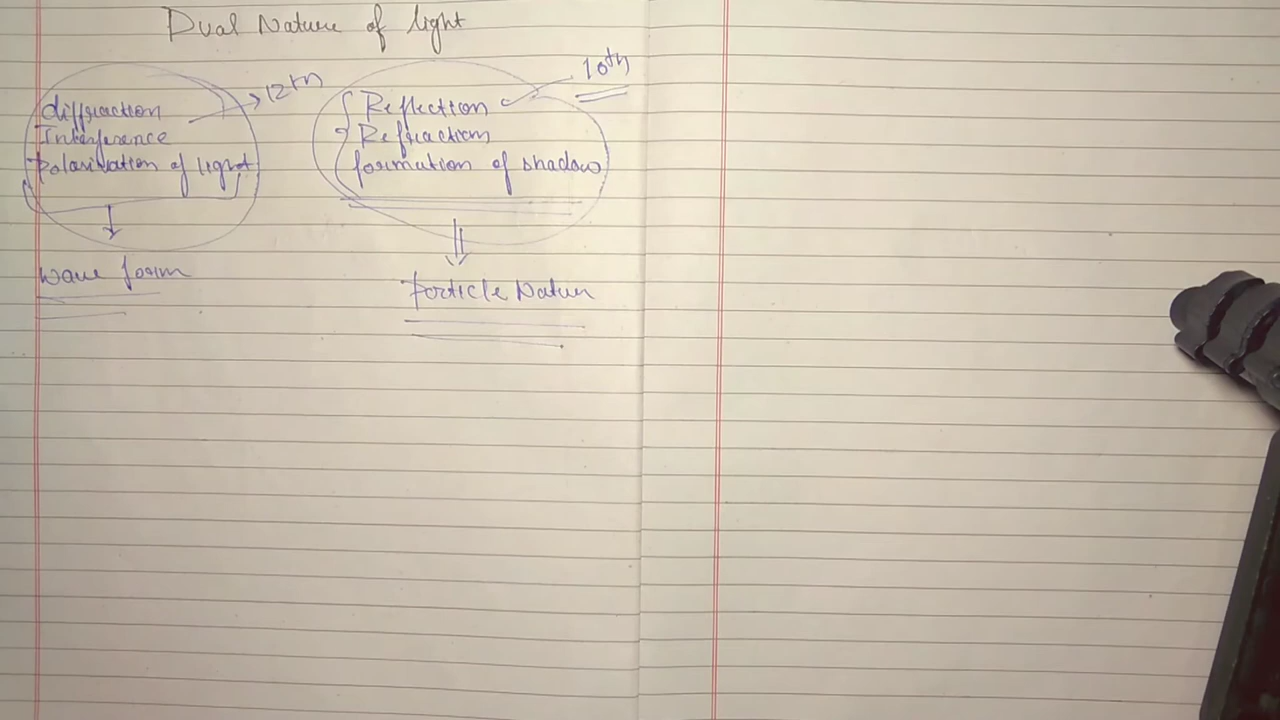 Dual Nature of light
diffraction
Interference
Polarisation of light
12th
wave form
10th
Reflection
Refraction
formation of shadow
Particle Natur